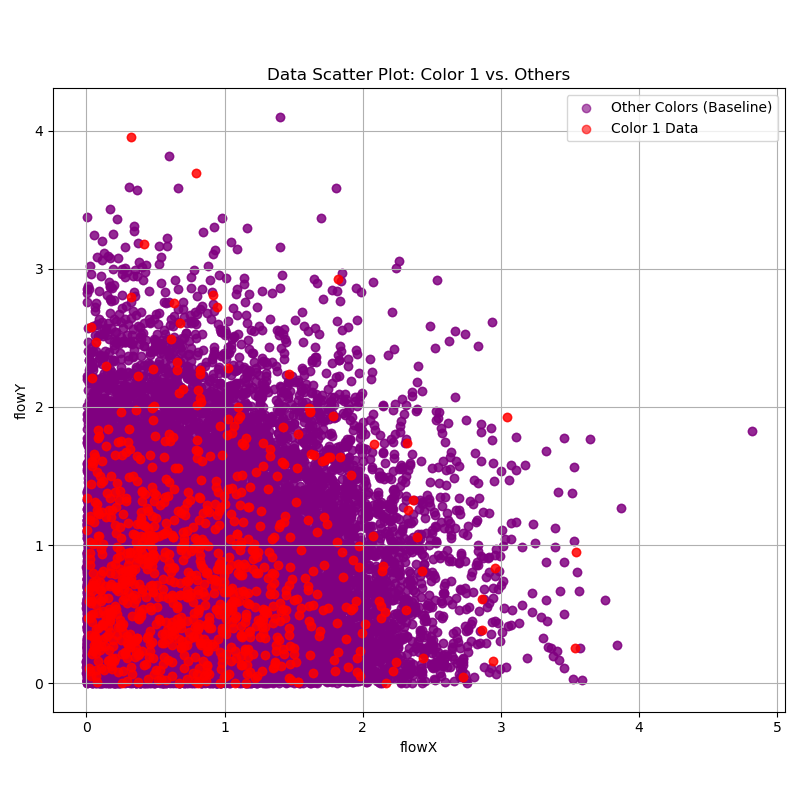 Data Scatter Plot: Color 1 vs. Others
Other Colors (Baseline)
Color 1 Data
flowY
4
3
2
1
0
0 1 2 3 4 5
flowX